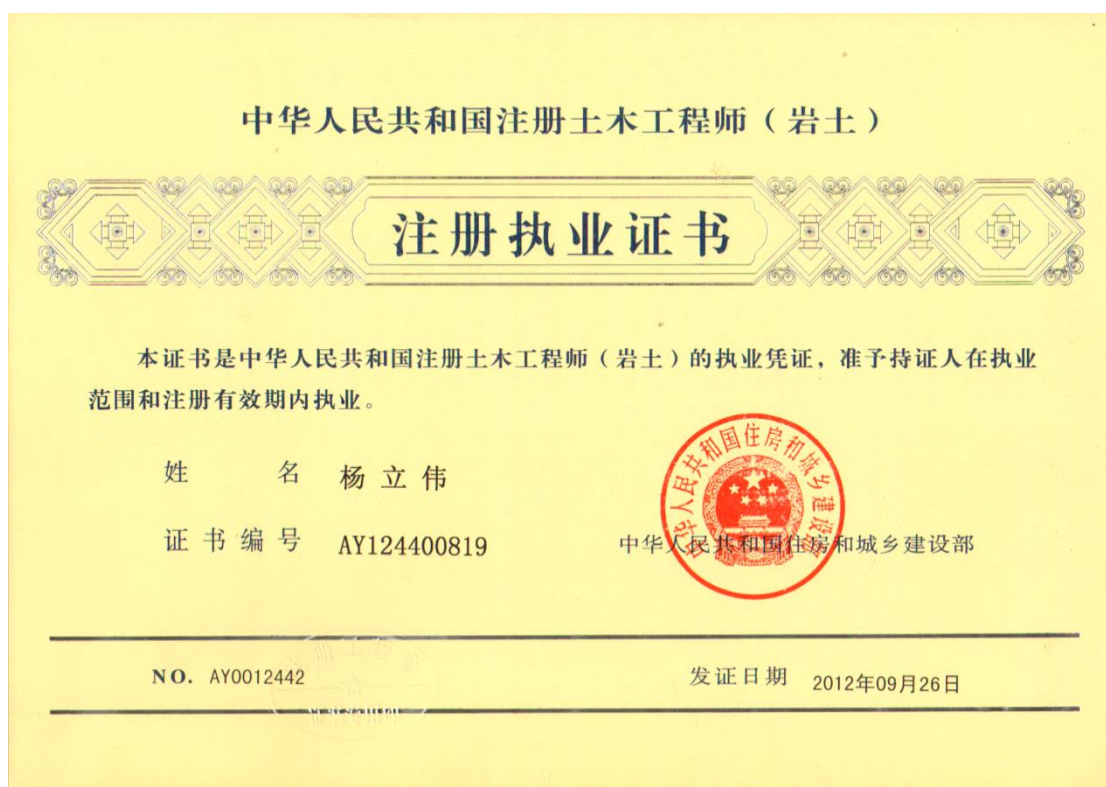 中华人民共和国注册土木工程师（岩土）
注册执业证书
本证书是中华人民共和国注册土木工程师（岩土）的执业凭证，准予持证人在执业
范围和注册有效期内执业。
姓 名 杨立伟
证书编号 AY124400819
中华人民共和国住房和城乡建设部
中华人民共和国住房和城乡建设部
NO. AY0012442
发证日期 2012年09月26日